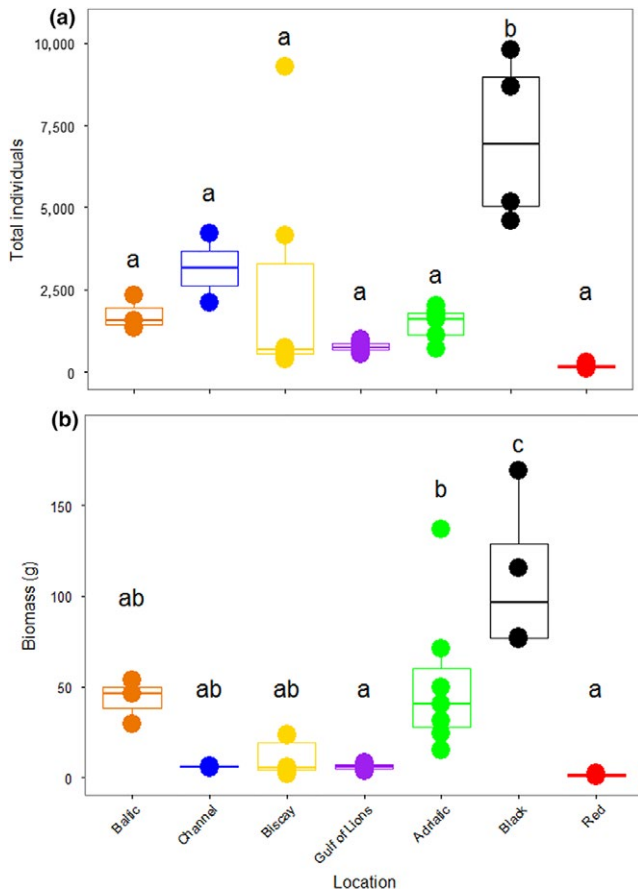 (a)
Total individuals
10,000
7,500
5,000
2,500
0
a
a
a
a
a
b
a
(b)
Biomass (g)
150
100
50
0
ab
ab
ab
a
b
c
a
Baltic
Channel
Biscay
Gulf of Lions
Adriatic
Black
Red
Location